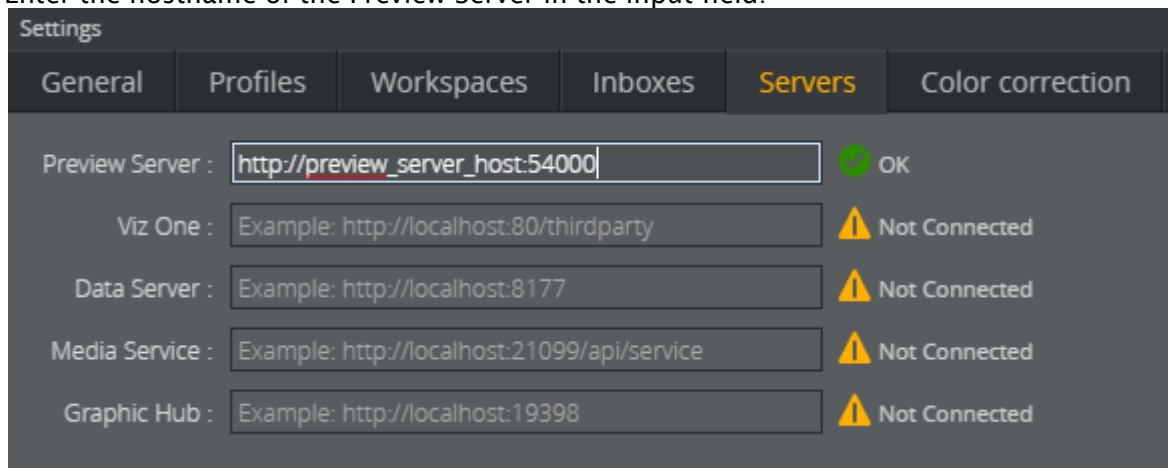 Enter the hostname of the Preview Server in the input field.
Settings
General Profiles Workspaces Inboxes Servers Color correction
Preview Server : http://preview_server_host:54000 OK
Viz One : Example: http://localhost:80/thirdparty Not Connected
Data Server : Example: http://localhost:8177 Not Connected
Media Service : Example: http://localhost:21099/api/service Not Connected
Graphic Hub : Example: http://localhost:19398 Not Connected